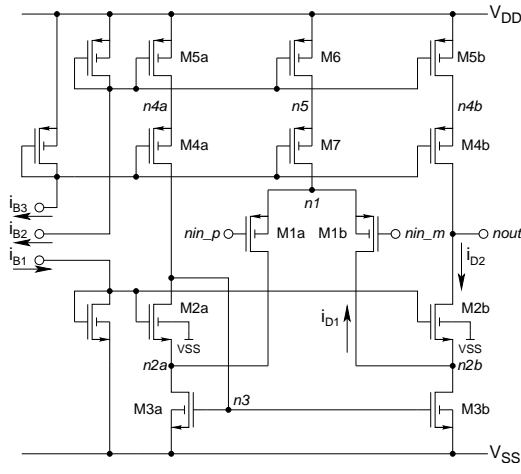 VDD
M5a
M6
M5b
n4a
n5
n4b
M4a
M7
M4b
iB3
n1
iB2
nin_p
M1a
M1b
nin_m
nout
iB1
iD2
M2a
M2b
iD1
VSS
VSS
n2a
n2b
M3a
n3
M3b
VSS